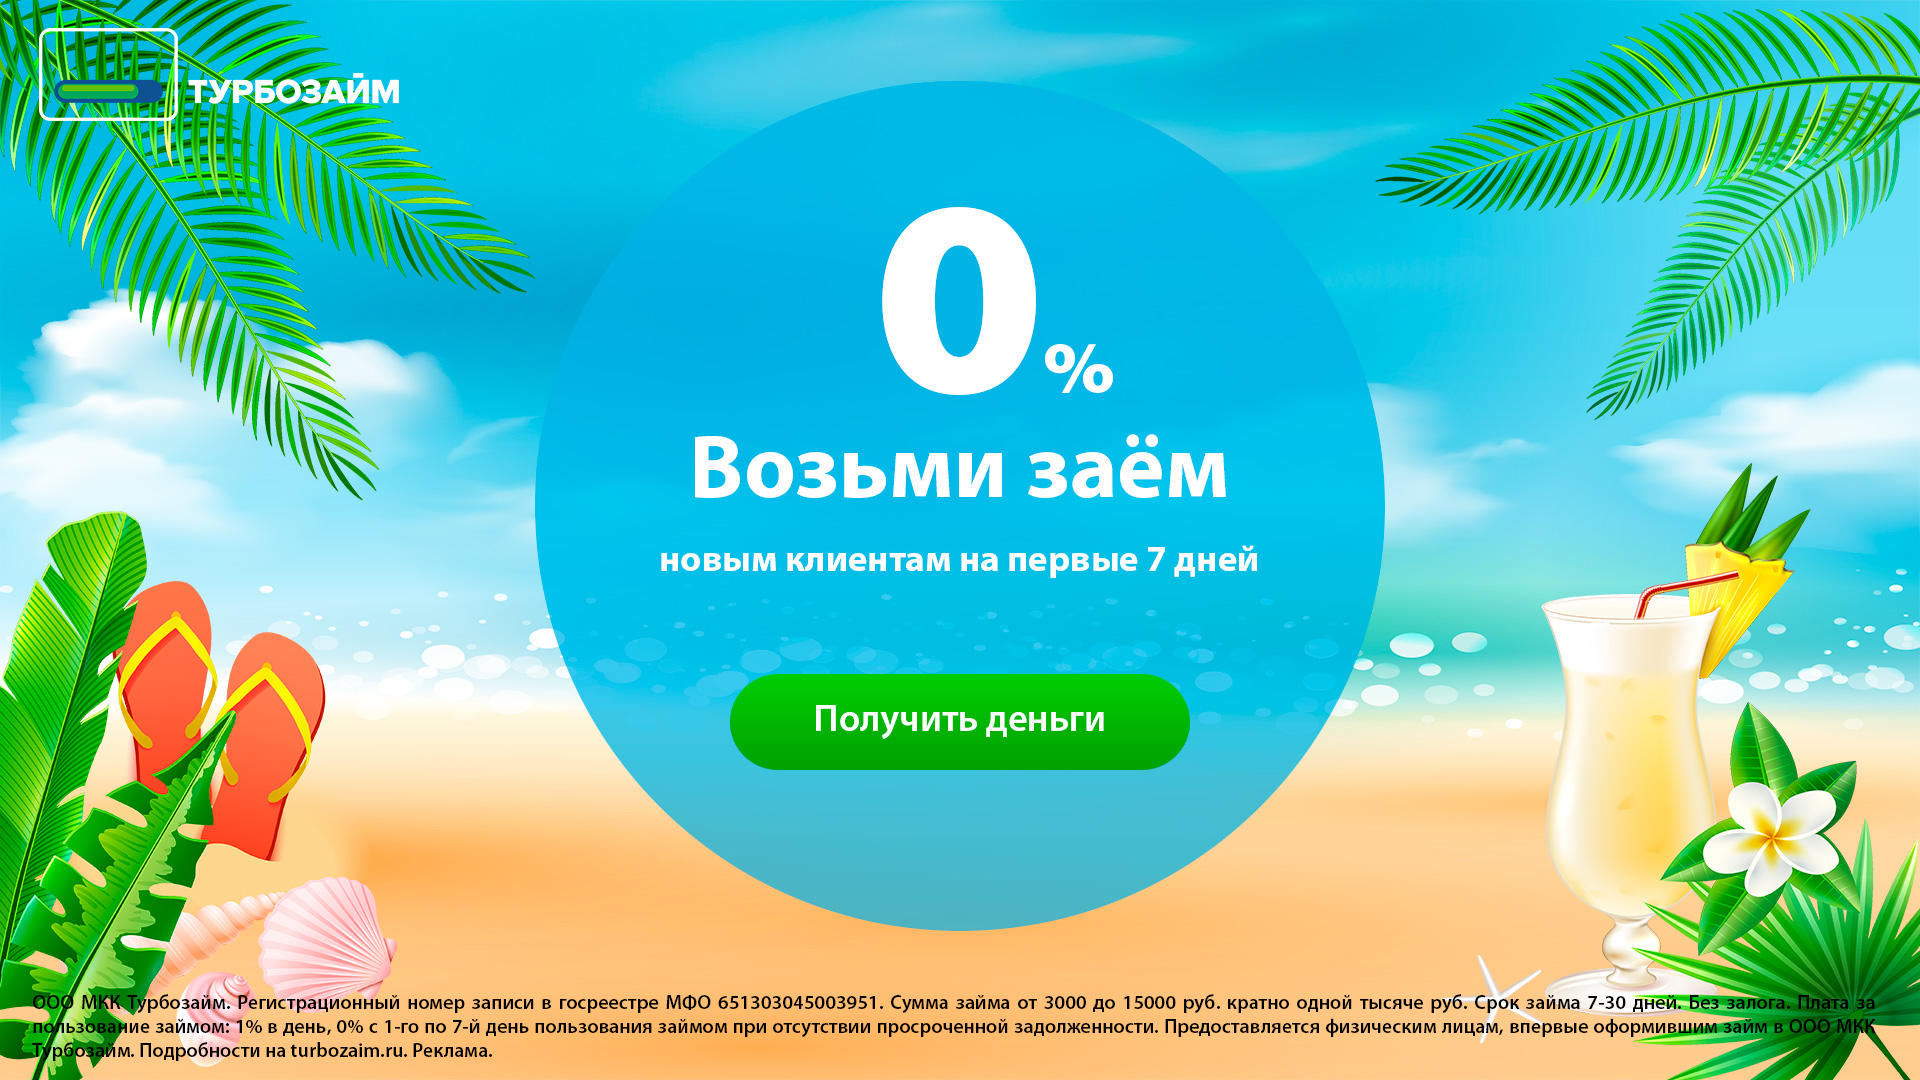 ТУРБОЗАЙМ
0%
Возьми заём
новым клиентам на первые 7 дней
Получить деньги
ООО МКК Турбозайм. Регистрационный номер записи в госреестре МФО 651303045003951. Сумма займа от 3000 до 15000 руб. кратно одной тысяче руб. Срок займа 7-30 дней. Без залога. Плата за
пользование займом: 1% в день, 0% с 1-го по 7-й день пользования займом при отсутствии просроченной задолженности. Предоставляется физическим лицам, впервые оформившим займ в ООО МКК
Турбозайм. Подробности на turbozaim.ru. Реклама.